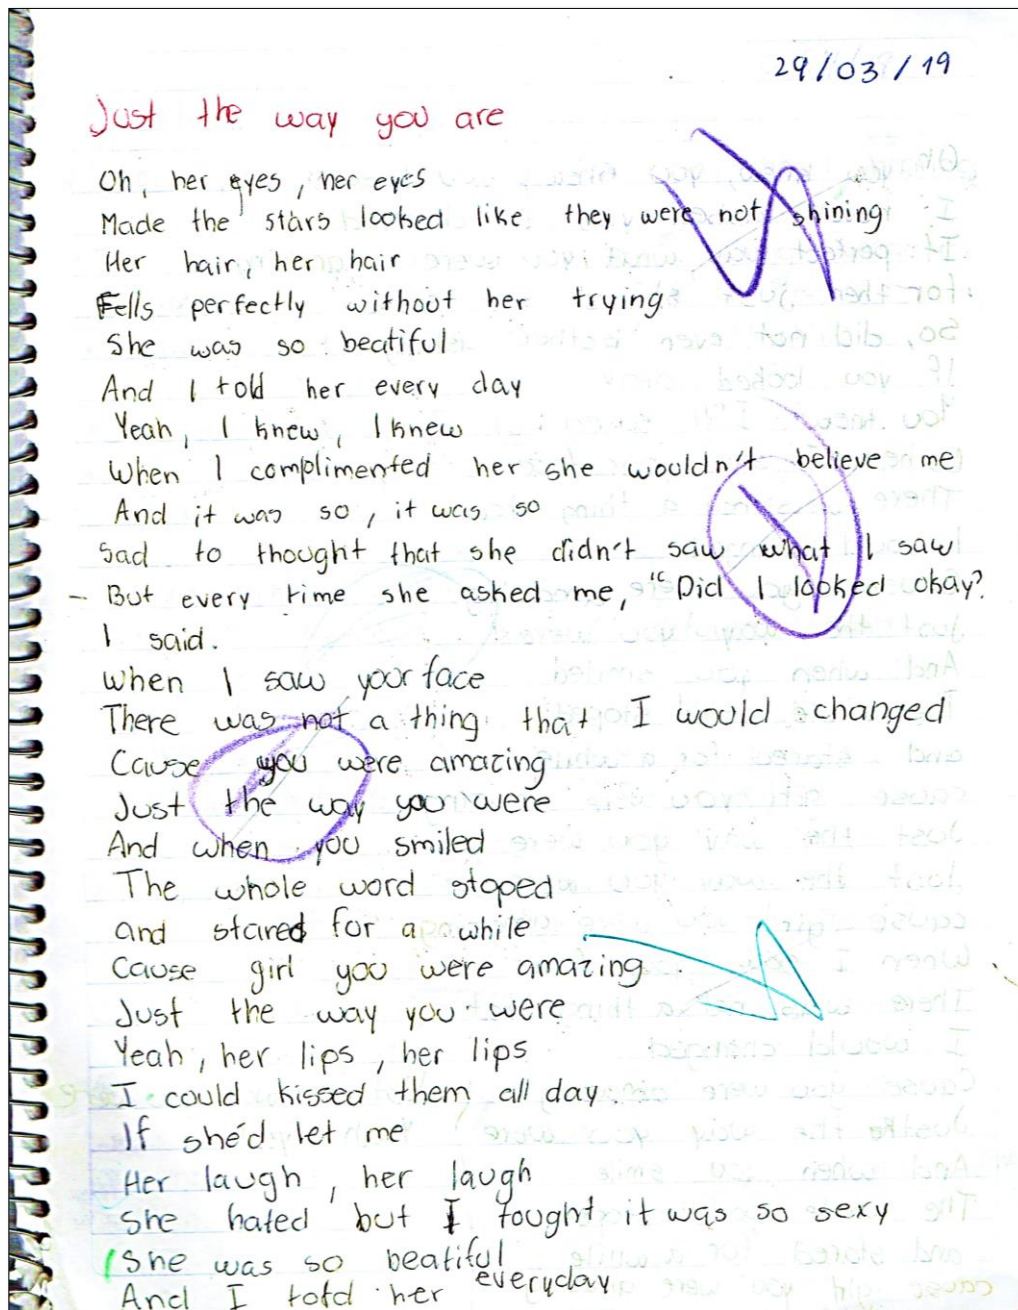 29/03/19
Just the way you are
Oh, her eyes, her eyes
Made the stars looked like they were not shining
Her hair, her hair
Fells perfectly without her trying
She was so beatiful
And I told her every day
Yeah, I knew, I knew
When I complimented her she wouldn't believe me
And it was so, it was so
Sad to thought that she didn't saw what I saw
- But every time she asked me, "Did I looked okay?
I said.
When I saw your face
There was not a thing that I would changed
Cause you were amazing
Just the way you were
And when you smiled
The whole word stoped
and stared for a while
Cause girl you were amazing
Just the way you were
Yeah, her lips, her lips
I could kissed them all day
If she'd let me
Her laugh, her laugh
She hated but I tought it was so sexy
She was so beatiful
And I told her everyday